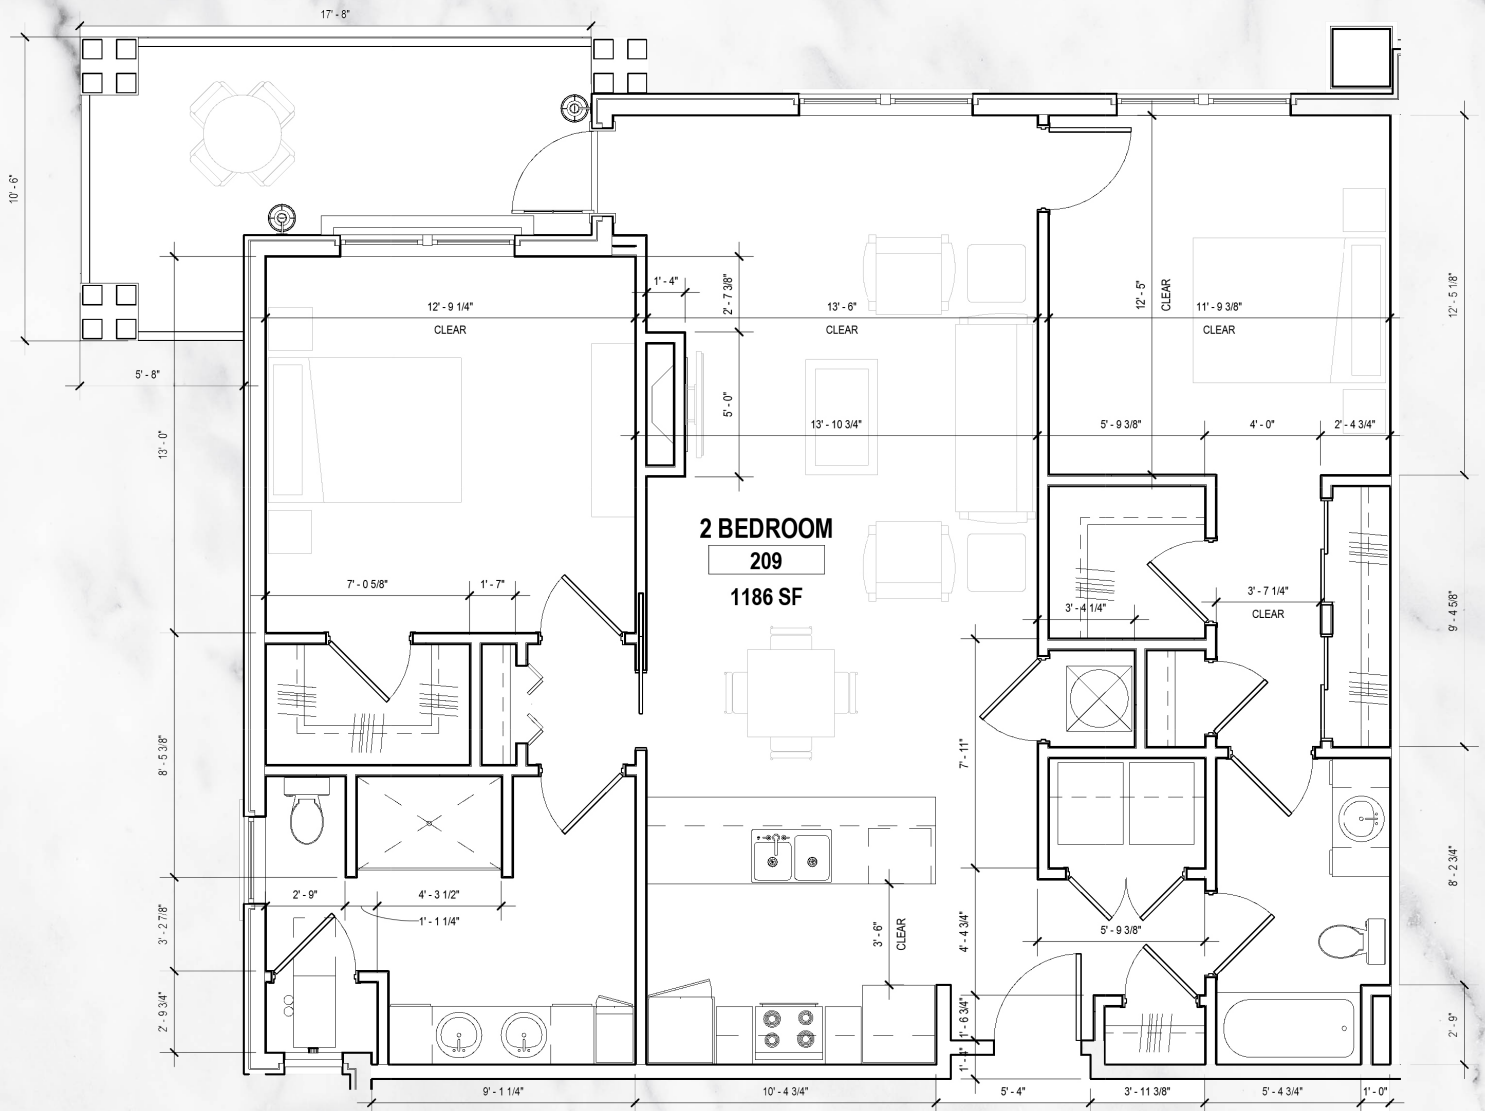 17' - 8"
10' - 6"
5' - 8"
12' - 9 1/4"
CLEAR
1' - 4"
2' - 7 3/8"
13' - 6"
CLEAR
12' - 5"
CLEAR
11' - 9 3/8"
CLEAR
12' - 5 1/8"
13' - 0"
5' - 0"
13' - 10 3/4"
5' - 9 3/8"
4' - 0"
2' - 4 3/4"
2 BEDROOM
209
1186 SF
7' - 0 5/8"
1' - 7"
3' - 4 1/4"
3' - 7 1/4"
CLEAR
9' - 4 5/8"
8' - 5 3/8"
7' - 11"
8' - 2 3/4"
2' - 9"
4' - 3 1/2"
1' - 1 1/4"
3' - 2 7/8"
3' - 6"
CLEAR
4' - 4 3/4"
5' - 9 3/8"
2' - 9 3/4"
1' - 6 3/4"
1' - 4"
2' - 9"
9' - 1 1/4"
10' - 4 3/4"
5' - 4"
3' - 11 3/8"
5' - 4 3/4"
1' - 0"